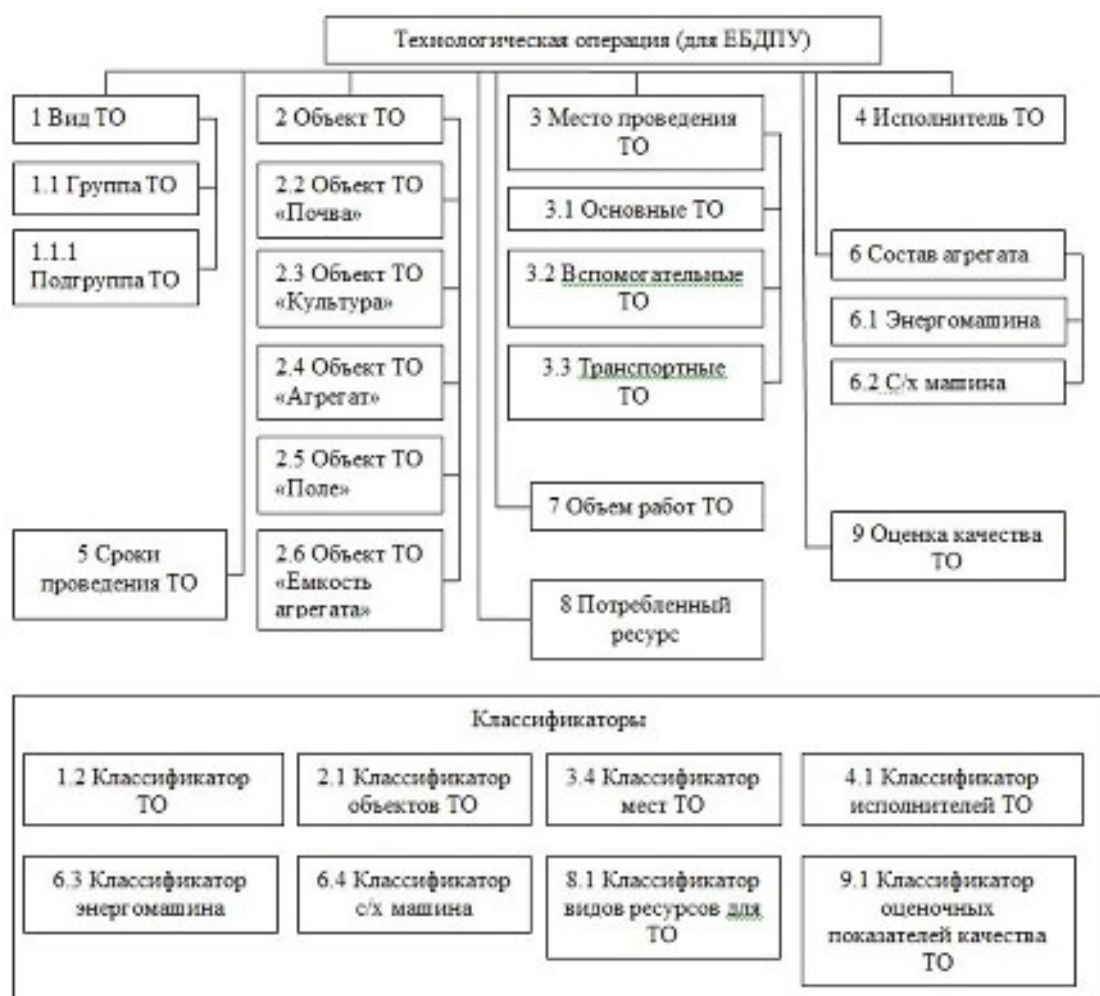 Технологическая операция (для ЕБДПУ)
1 Вид ТО
1.1 Группа ТО
1.1.1
Подгруппа ТО
2 Объект ТО
2.2 Объект ТО
«Почва»
2.3 Объект ТО
«Культура»
2.4 Объект ТО
«Агрегат»
2.5 Объект ТО
«Поле»
2.6 Объект ТО
«Емкость
агрегата»
3 Место проведения
ТО
3.1 Основные ТО
3.2 Вспомогательные
ТО
3.3 Транспортные
ТО
4 Исполнитель ТО
5 Сроки
проведения ТО
6 Состав агрегата
6.1 Энергомашина
6.2 С/х машина
7 Объем работ ТО
8 Потребленный
ресурс
9 Оценка качества
ТО
Классификаторы
1.2 Классификатор
ТО
2.1 Классификатор
объектов ТО
3.4 Классификатор
мест ТО
4.1 Классификатор
исполнителей ТО
6.3 Классификатор
энергомашина
6.4 Классификатор
с/х машина
8.1 Классификатор
видов ресурсов для
ТО
9.1 Классификатор
оценочных
показателей качества
ТО